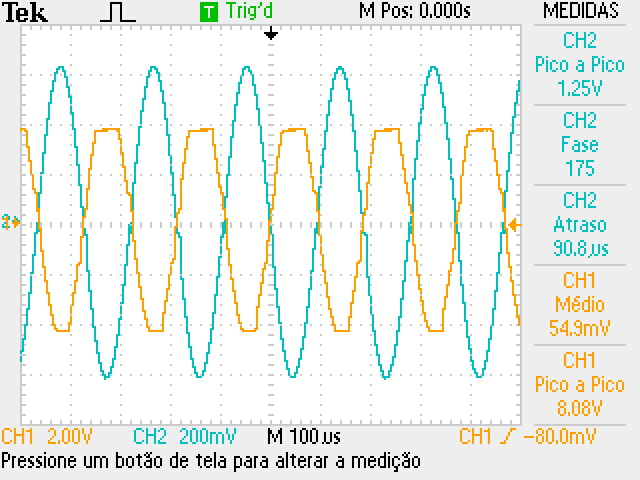 Tek T Trig'd M Pos: 0.000s MEDIDAS
CH2
Pico a Pico
1.25V
CH2
Fase
175
CH2
Atraso
90.8µs
CH1
Médio
54.9mV
CH1
Pico a Pico
8.08V
2
CH1 2.00V CH2 200mV M 100µs CH1 -80.0mV
Pressione um botão de tela para alterar a medição